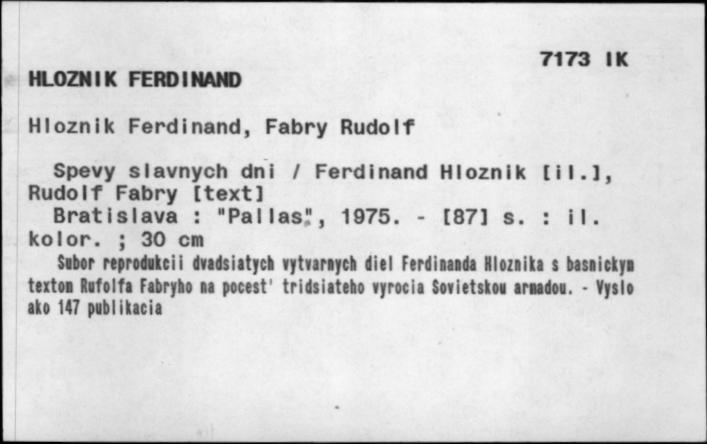 7173 IK
HLOZNIK FERDINAND
Hloznik Ferdinand, Fabry Rudolf
Spevy slavnych dni / Ferdinand Hloznik [il.],
Rudolf Fabry [text]
Bratislava : "Pallas", 1975. - [87] s. : il.
kolor. ; 30 cm
Subor reprodukcii dvadsiatych vytvarnych diel Ferdinanda Hloznika s basnickym
textom Rufolfa Fabryho na pocest' tridsiateho vyrocia Sovietskou armadou. - Vyslo
ako 147 publikacia